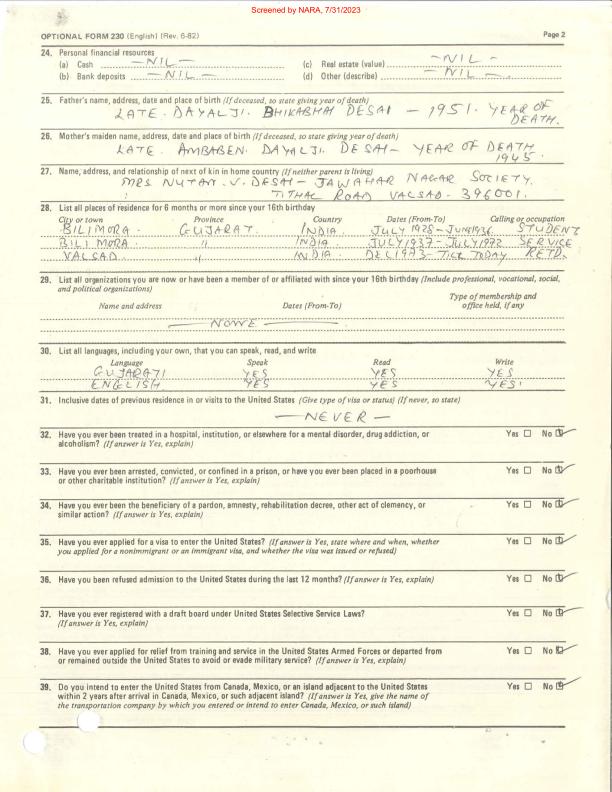 Screened by NARA, 7/31/2023
OPTIONAL FORM 230 (English) (Rev. 6-82) Page 2
24. Personal financial resources
(a) Cash —NIL— (c) Real estate (value) —NIL—
(b) Bank deposits —NIL— (d) Other (describe) —NIL—.
25. Father's name, address, date and place of birth (If deceased, so state giving year of death)
LATE. DAYALJI. BHIKABHAI DESAI — 1951. YEAR OF
DEATH.
26. Mother's maiden name, address, date and place of birth (If deceased, so state giving year of death)
LATE. AMBABEN. DAYALJI. DESAI— YEAR OF DEATH
1945.
27. Name, address, and relationship of next of kin in home country (If neither parent is living)
MRS NUTAN. V. DESAI — JAWAHAR NAGAR SOCIETY.
TITHAL ROAD VALSAD. 396001.
28. List all places of residence for 6 months or more since your 16th birthday
City or town Province Country Dates (From-To) Calling or occupation
BILIMORA. GUJARAT. INDIA. JULY 1928–JUNE1936. STUDENT
BILIMORA. " INDIA. JULY1937–JULY1972 SERVICE
VALSAD. " INDIA. DEC1973–TILL TODAY RETD.
29. List all organizations you are now or have been a member of or affiliated with since your 16th birthday (Include professional, vocational, social,
and political organizations)
Name and address Dates (From-To) Type of membership and
office held, if any
—NONE—
30. List all languages, including your own, that you can speak, read, and write
Language Speak Read Write
GUJARATI YES YES YES
ENGLISH. YES YES YES.
31. Inclusive dates of previous residence in or visits to the United States (Give type of visa or status) (If never, so state)
—NEVER—
32. Have you ever been treated in a hospital, institution, or elsewhere for a mental disorder, drug addiction, or Yes No
alcoholism? (If answer is Yes, explain)
33. Have you ever been arrested, convicted, or confined in a prison, or have you ever been placed in a poorhouse Yes No
or other charitable institution? (If answer is Yes, explain)
34. Have you ever been the beneficiary of a pardon, amnesty, rehabilitation decree, other act of clemency, or Yes No
similar action? (If answer is Yes, explain)
35. Have you ever applied for a visa to enter the United States? (If answer is Yes, state where and when, whether Yes No
you applied for a nonimmigrant or an immigrant visa, and whether the visa was issued or refused)
36. Have you been refused admission to the United States during the last 12 months? (If answer is Yes, explain) Yes No
37. Have you ever registered with a draft board under United States Selective Service Laws? Yes No
(If answer is Yes, explain)
38. Have you ever applied for relief from training and service in the United States Armed Forces or departed from Yes No
or remained outside the United States to avoid or evade military service? (If answer is Yes, explain)
39. Do you intend to enter the United States from Canada, Mexico, or an island adjacent to the United States Yes No
within 2 years after arrival in Canada, Mexico, or such adjacent island? (If answer is Yes, give the name of
the transportation company by which you entered or intend to enter Canada, Mexico, or such island)